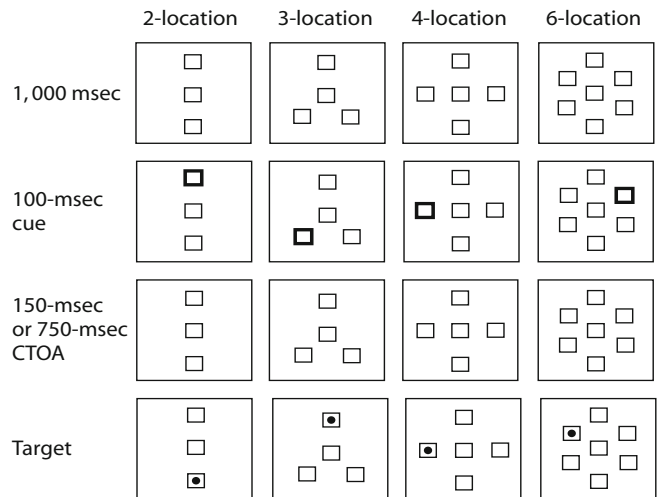 2-location 3-location 4-location 6-location
1,000 msec
100-msec
cue
150-msec
or 750-msec
CTOA
Target